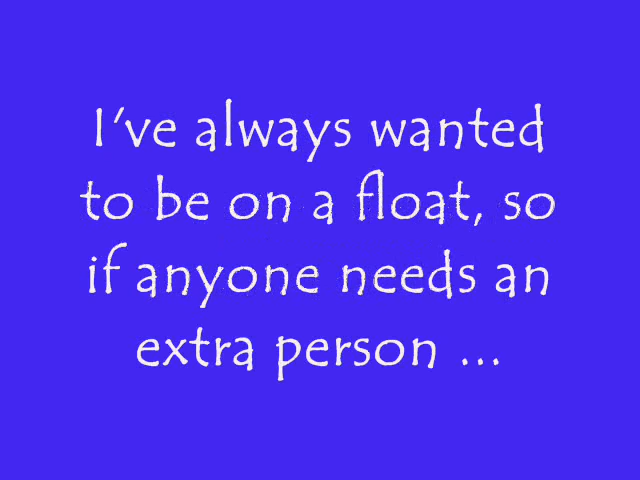 I've always wanted
to be on a float, so
if anyone needs an
extra person ...